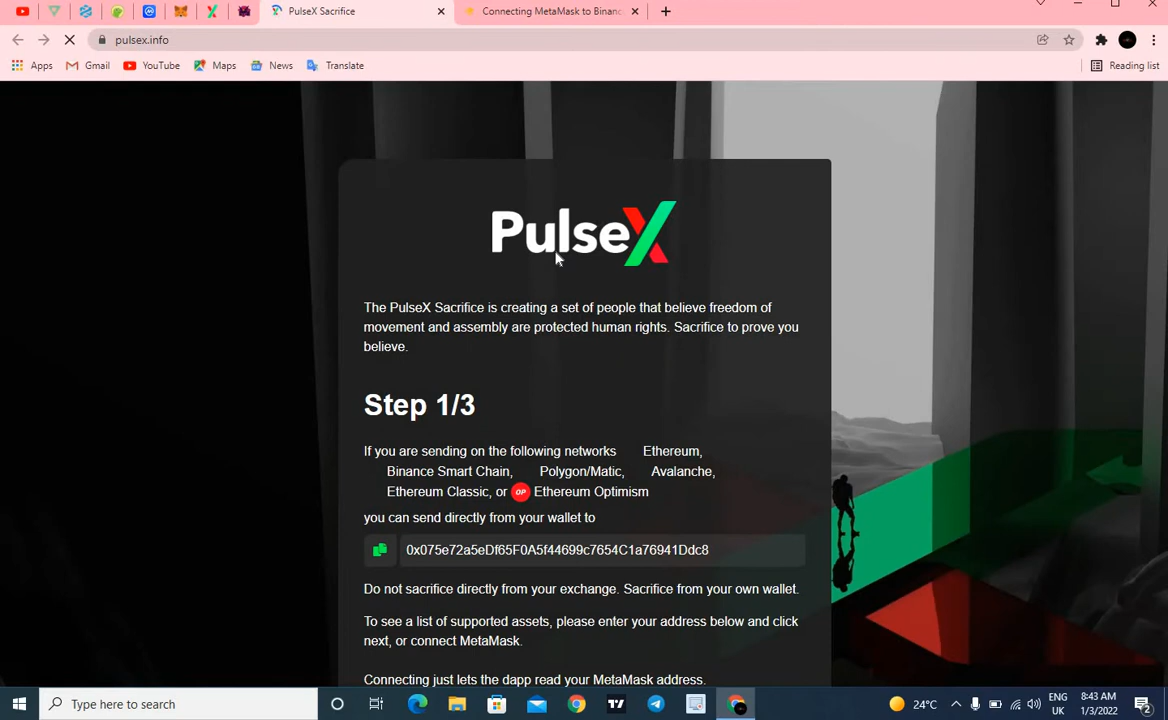 PulseX Sacrifice
Connecting MetaMask to Binanc
pulsex.info
Apps
Gmail
YouTube
Maps
News
Translate
Reading list
PulseX
The PulseX Sacrifice is creating a set of people that believe freedom of
movement and assembly are protected human rights. Sacrifice to prove you
believe.
Step 1/3
If you are sending on the following networks Ethereum,
Binance Smart Chain, Polygon/Matic, Avalanche,
Ethereum Classic, or OP Ethereum Optimism
you can send directly from your wallet to
0x075e72a5eDf65F0A5f44699c7654C1a76941Ddc8
Do not sacrifice directly from your exchange. Sacrifice from your own wallet.
To see a list of supported assets, please enter your address below and click
next, or connect MetaMask.
Connecting just lets the dapp read your MetaMask address.
Type here to search
24°C
ENG
UK
8:43 AM
1/3/2022
2